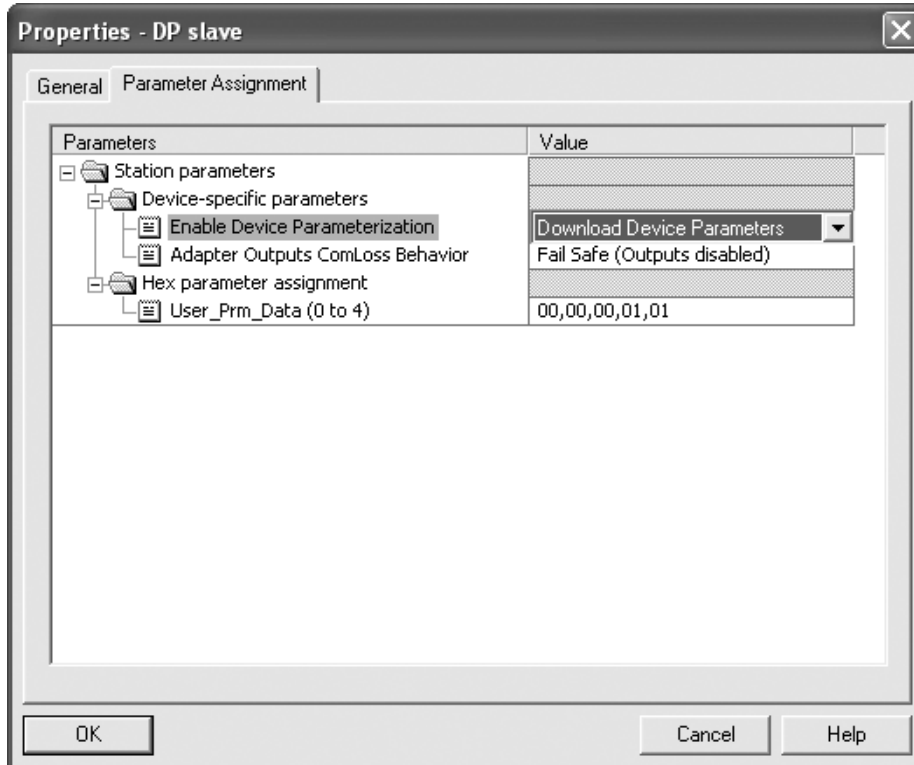 Properties - DP slave
General Parameter Assignment
Parameters Value
Station parameters
Device-specific parameters
Enable Device Parameterization Download Device Parameters
Adapter Outputs ComLoss Behavior Fail Safe (Outputs disabled)
Hex parameter assignment
User_Prm_Data (0 to 4) 00,00,00,01,01
OK Cancel Help